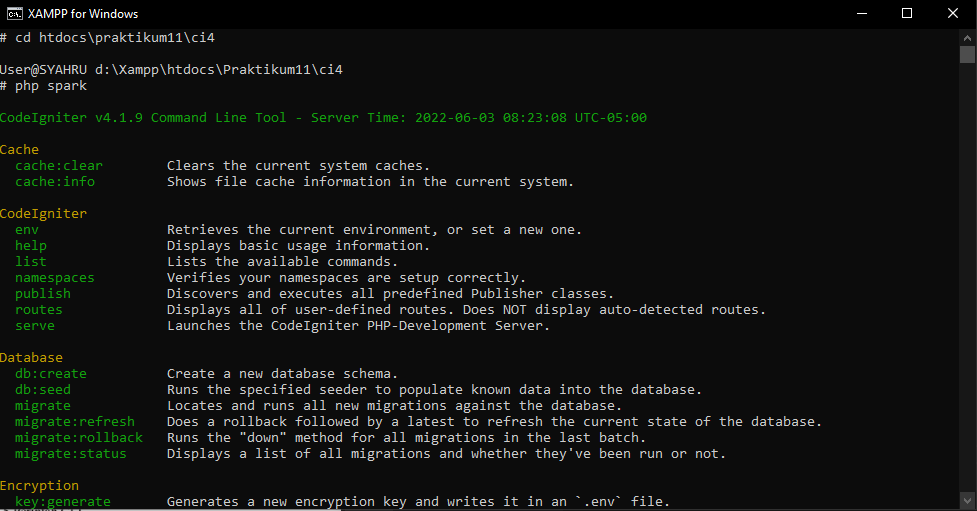 XAMPP for Windows
# cd htdocs\praktikum11\ci4
User@SYAHRU d:\Xampp\htdocs\Praktikum11\ci4
# php spark
CodeIgniter v4.1.9 Command Line Tool - Server Time: 2022-06-03 08:23:08 UTC-05:00
Cache
cache:clear Clears the current system caches.
cache:info Shows file cache information in the current system.
CodeIgniter
env Retrieves the current environment, or set a new one.
help Displays basic usage information.
list Lists the available commands.
namespaces Verifies your namespaces are setup correctly.
publish Discovers and executes all predefined Publisher classes.
routes Displays all of user-defined routes. Does NOT display auto-detected routes.
serve Launches the CodeIgniter PHP-Development Server.
Database
db:create Create a new database schema.
db:seed Runs the specified seeder to populate known data into the database.
migrate Locates and runs all new migrations against the database.
migrate:refresh Does a rollback followed by a latest to refresh the current state of the database.
migrate:rollback Runs the "down" method for all migrations in the last batch.
migrate:status Displays a list of all migrations and whether they've been run or not.
Encryption
key:generate Generates a new encryption key and writes it in an `.env` file.